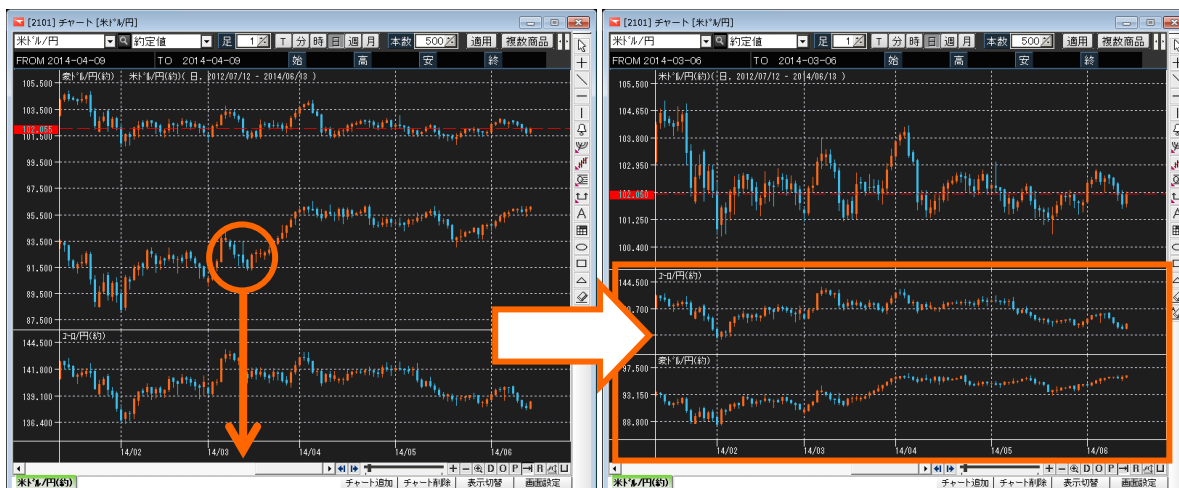 [2101] チャート [米ドル/円]
米ドル/円 約定値 足 1 T 分 時 日 週 月 本数 500 適用 複数商品
FROM 2014-04-09 TO 2014-04-09 始 高 安 終
豪ドル/円(約) 米ドル/円(約)( 日. 2012/07/12 - 2014/06/13 )
105.500
103.500
102.055
101.500
99.500
97.500
95.500
93.500
91.500
89.500
87.500
ユーロ/円(約)
144.500
141.800
139.100
136.400
14/02 14/03 14/04 14/05 14/06
D O P R
米ドル/円(約) チャート追加 チャート削除 表示切替 画面設定
[2101] チャート [米ドル/円]
米ドル/円 約定値 足 1 T 分 時 日 週 月 本数 500 適用 複数商品
FROM 2014-03-06 TO 2014-03-06 始 高 安 終
米ドル/円(約)( 日. 2012/07/12 - 2014/06/13 )
105.500
104.650
103.800
102.950
102.050
101.250
100.400
ユーロ/円(約)
144.500
豪ドル/円(約)
97.500
93.150
88.800
14/02 14/03 14/04 14/05 14/06
D O P R
米ドル/円(約) チャート追加 チャート削除 表示切替 画面設定
A
A